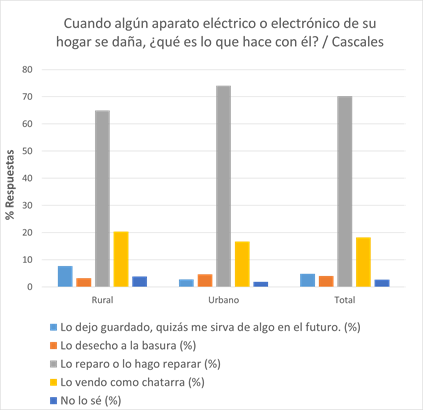 Cuando algún aparato eléctrico o electrónico de su
hogar se daña, ¿qué es lo que hace con él? / Cascales
% Respuestas
80
70
60
50
40
30
20
10
0
Rural
Urbano
Total
Lo dejo guardado, quizás me sirva de algo en el futuro. (%)
Lo desecho a la basura (%)
Lo reparo o lo hago reparar (%)
Lo vendo como chatarra (%)
No lo sé (%)